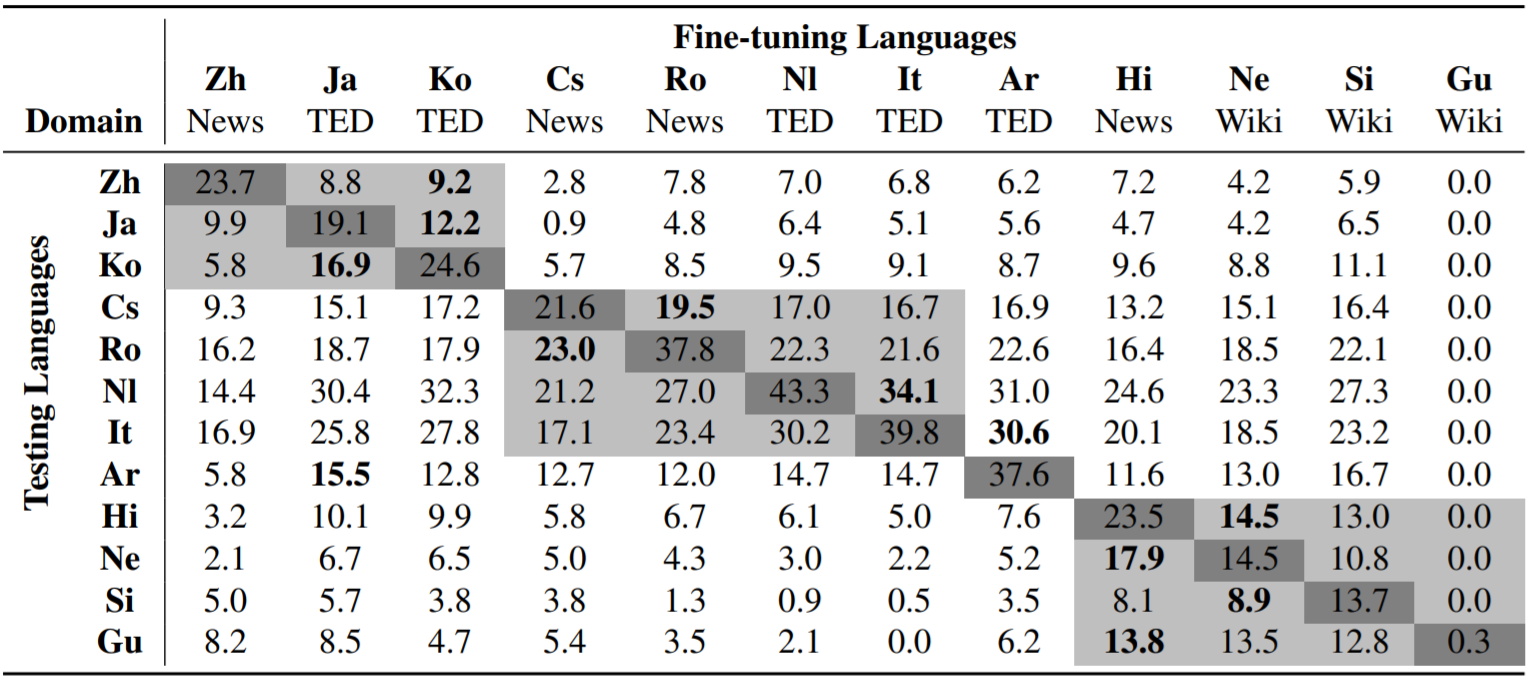 Fine-tuning Languages
Zh Ja Ko Cs Ro Nl It Ar Hi Ne Si Gu
Domain News TED TED News News TED TED TED News Wiki Wiki Wiki
Testing Languages
Zh 23.7 8.8 9.2 2.8 7.8 7.0 6.8 6.2 7.2 4.2 5.9 0.0
Ja 9.9 19.1 12.2 0.9 4.8 6.4 5.1 5.6 4.7 4.2 6.5 0.0
Ko 5.8 16.9 24.6 5.7 8.5 9.5 9.1 8.7 9.6 8.8 11.1 0.0
Cs 9.3 15.1 17.2 21.6 19.5 17.0 16.7 16.9 13.2 15.1 16.4 0.0
Ro 16.2 18.7 17.9 23.0 37.8 22.3 21.6 22.6 16.4 18.5 22.1 0.0
Nl 14.4 30.4 32.3 21.2 27.0 43.3 34.1 31.0 24.6 23.3 27.3 0.0
It 16.9 25.8 27.8 17.1 23.4 30.2 39.8 30.6 20.1 18.5 23.2 0.0
Ar 5.8 15.5 12.8 12.7 12.0 14.7 14.7 37.6 11.6 13.0 16.7 0.0
Hi 3.2 10.1 9.9 5.8 6.7 6.1 5.0 7.6 23.5 14.5 13.0 0.0
Ne 2.1 6.7 6.5 5.0 4.3 3.0 2.2 5.2 17.9 14.5 10.8 0.0
Si 5.0 5.7 3.8 3.8 1.3 0.9 0.5 3.5 8.1 8.9 13.7 0.0
Gu 8.2 8.5 4.7 5.4 3.5 2.1 0.0 6.2 13.8 13.5 12.8 0.3